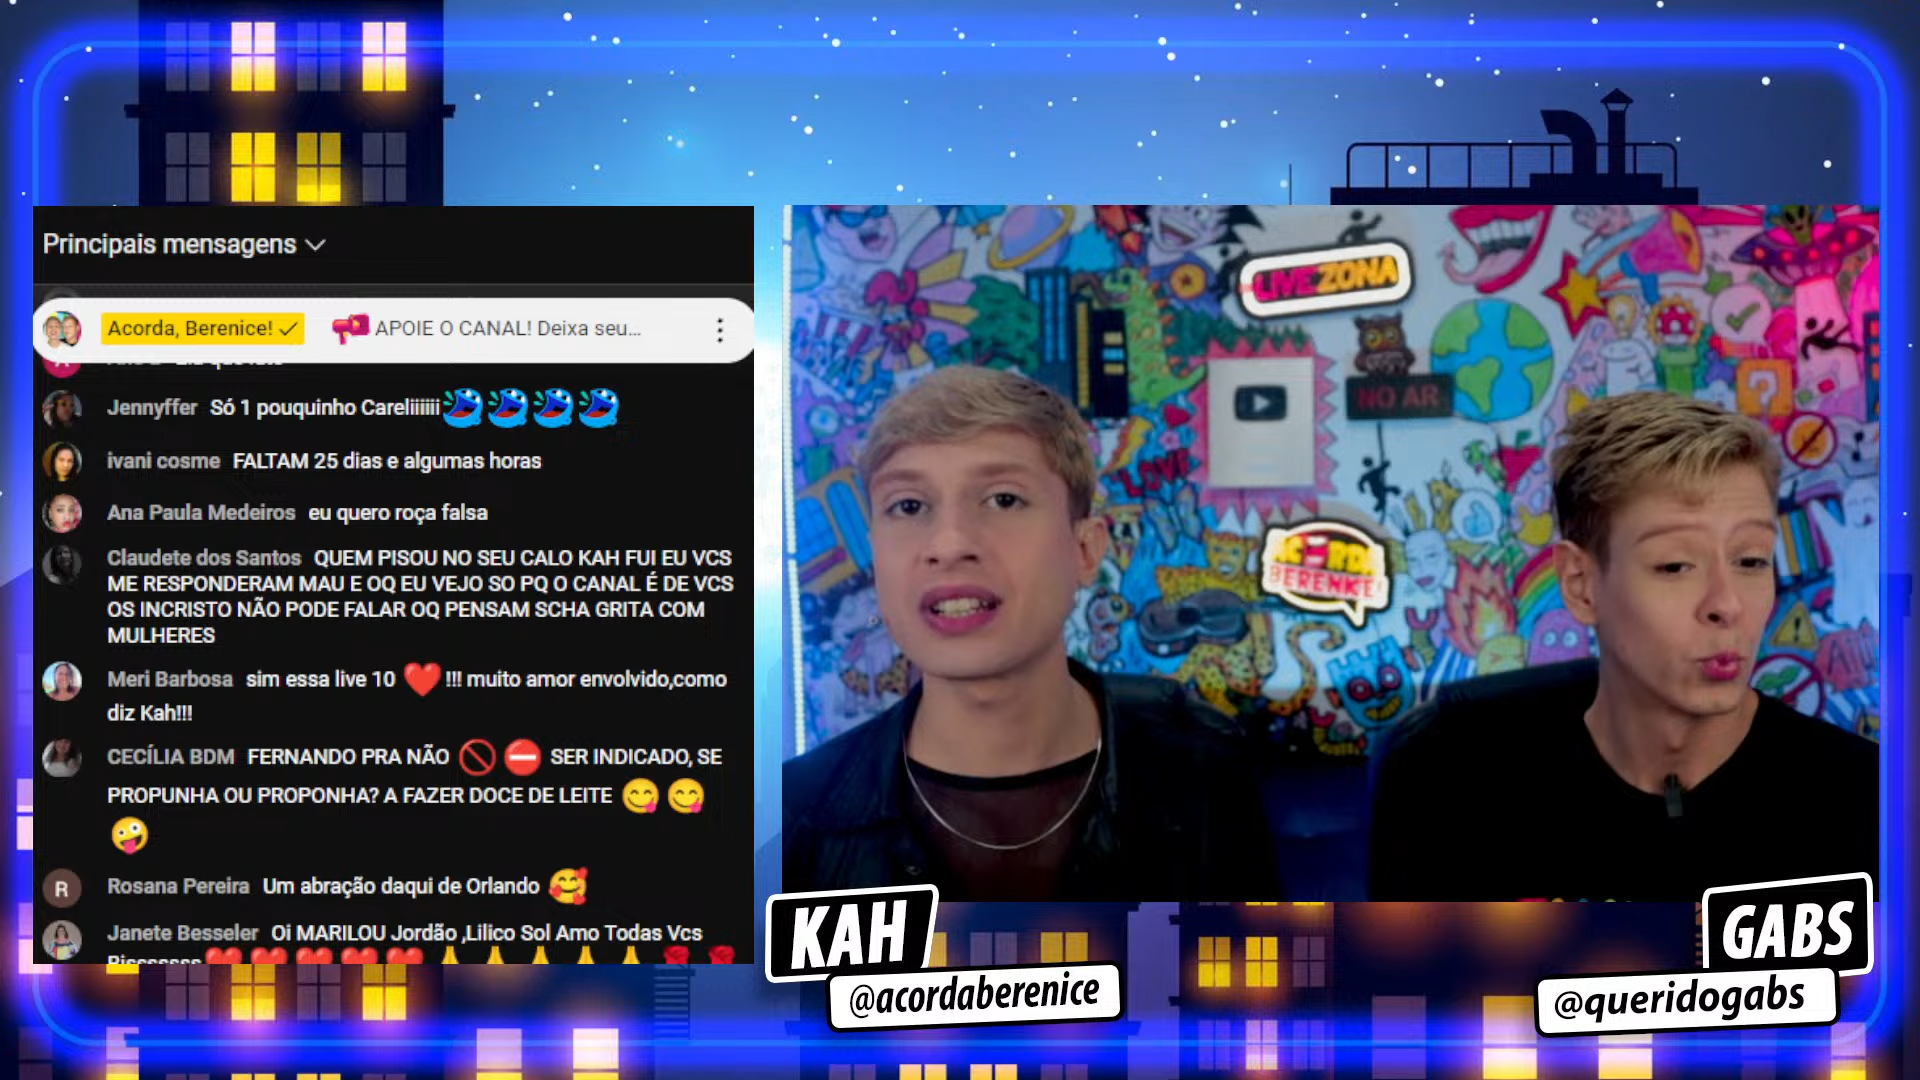 Principais mensagens
Acorda, Berenice! ✓ APOIE O CANAL! Deixa seu...
Jennyffer Só 1 pouquinho Careliiiiiii
ivani cosme FALTAM 25 dias e algumas horas
Ana Paula Medeiros eu quero roça falsa
Claudete dos Santos QUEM PISOU NO SEU CALO KAH FUI EU VCS
ME RESPONDERAM MAU E OQ EU VEJO SO PQ O CANAL É DE VCS
OS INCRISTO NÃO PODE FALAR OQ PENSAM SCHA GRITA COM
MULHERES
Meri Barbosa sim essa live 10 ❤️ !!! muito amor envolvido,como
diz Kah!!!
CECÍLIA BDM FERNANDO PRA NÃO 🚫 ⛔ SER INDICADO, SE
PROPUNHA OU PROPONHA? A FAZER DOCE DE LEITE 😋 😋
🤪
R
Rosana Pereira Um abração daqui de Orlando 🥰
Janete Besseler Oi MARILOU Jordão ,Lilico Sol Amo Todas Vcs
LIVEZONA
NO AR
LOVE
ACORDA
BERENICE!
KAH
@acordaberenice
GABS
@queridogabs